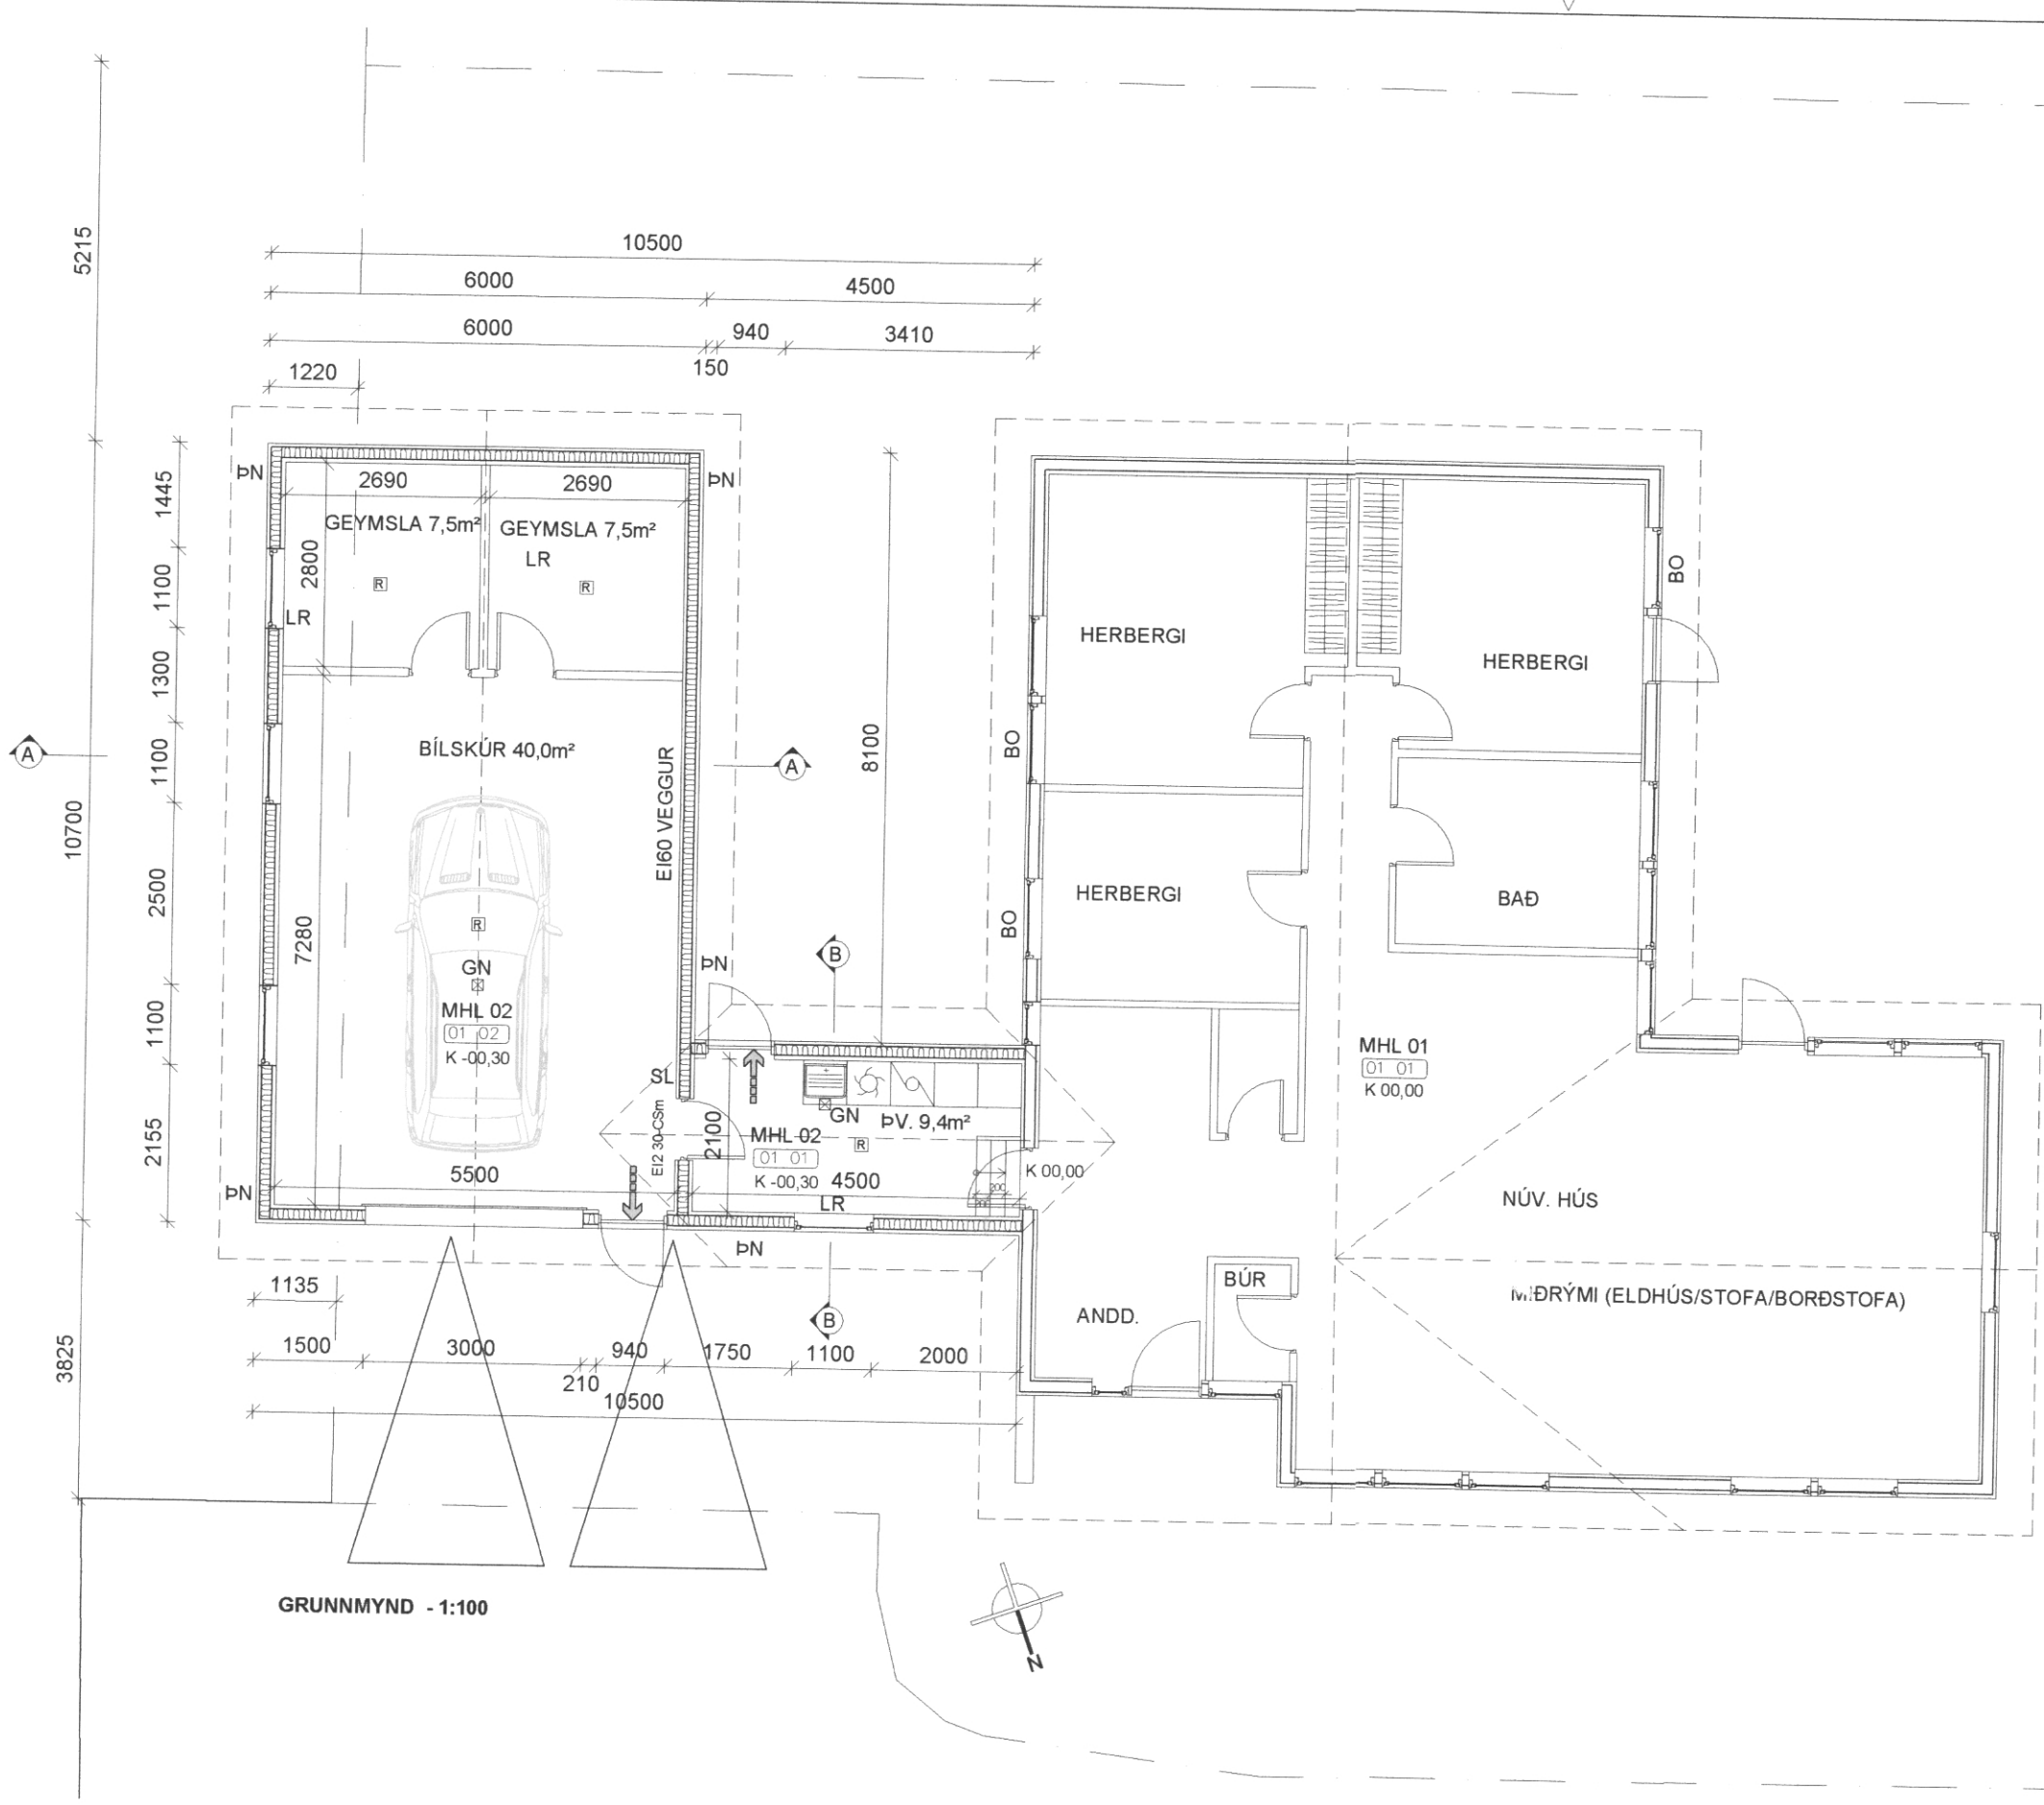 10500
6000 4500
6000 940 3410
150
1220
5215
10700
3825
1445
1100
1300
1100
2500
1100
2155
ÞN
ÞN
2690 2690
GEYMSLA 7,5m² GEYMSLA 7,5m²
LR
2800
R
R
LR
BÍLSKÚR 40,0m²
EI60 VEGGUR
A
A
7280
R
GN
MHL 02
01 02
K -00,30
8100
ÞN
B
SL
EI2 30-CSm
2100
GN
ÞV. 9,4m²
MHL 02
01 01
K -00,30
R
5500
4500
LR
K 00,00
200
ÞN
ÞN
B
1135
1500 3000 940 1750 1100 2000
210
10500
HERBERGI
HERBERGI
BO
BO
BO
HERBERGI
BAÐ
MHL 01
01 01
K 00,00
NÚV. HÚS
MIÐRÝMI (ELDHÚS/STOFA/BORÐSTOFA)
BÚR
ANDD.
GRUNNMYND - 1:100
N